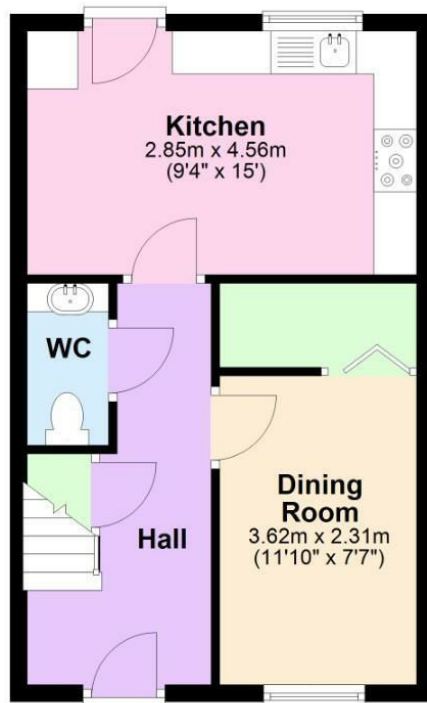 Kitchen
2.85m x 4.56m
(9'4" x 15')
WC
Hall
Dining
Room
3.62m x 2.31m
(11'10" x 7'7")